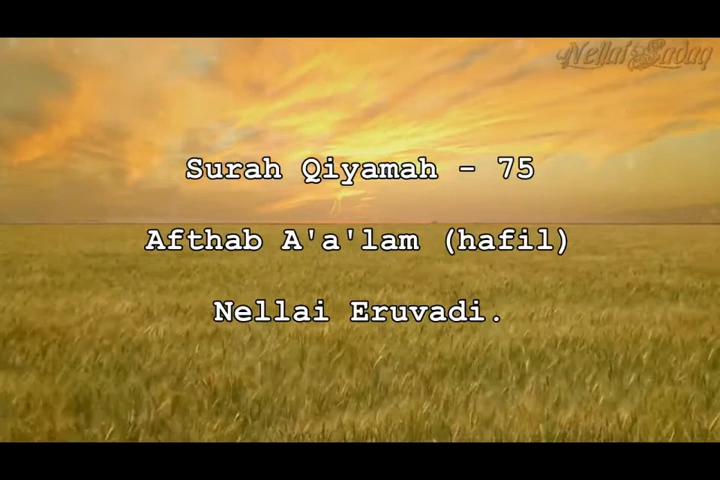 Nellai Sadaq
Surah Qiyamah - 75
Afthab A'a'lam (hafil)
Nellai Eruvadi.